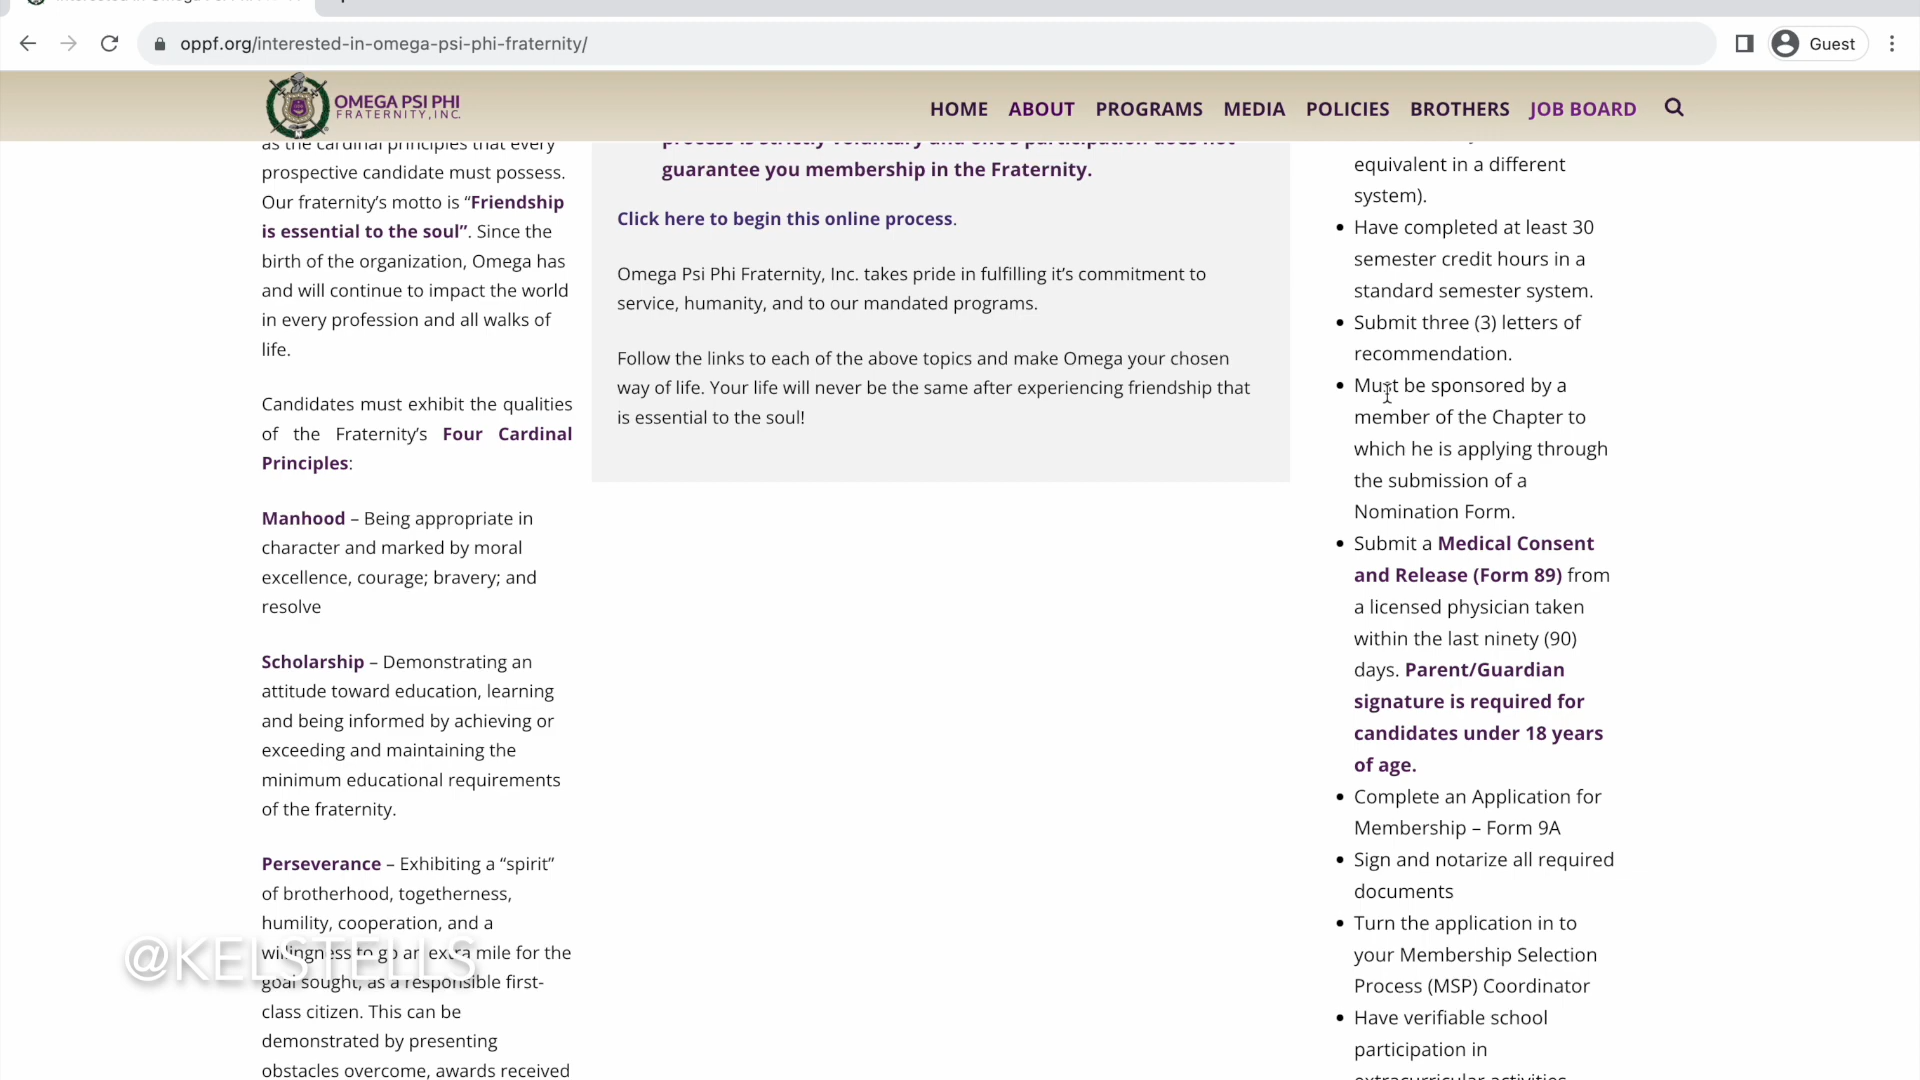 oppf.org/interested-in-omega-psi-phi-fraternity/
Guest
OMEGA PSI PHI
FRATERNITY, INC.
HOME ABOUT PROGRAMS MEDIA POLICIES BROTHERS JOB BOARD
as the cardinal principles that every
prospective candidate must possess.
Our fraternity’s motto is “Friendship
is essential to the soul”. Since the
birth of the organization, Omega has
and will continue to impact the world
in every profession and all walks of
life.
Candidates must exhibit the qualities
of the Fraternity’s Four Cardinal
Principles:
Manhood – Being appropriate in
character and marked by moral
excellence, courage; bravery; and
resolve
Scholarship – Demonstrating an
attitude toward education, learning
and being informed by achieving or
exceeding and maintaining the
minimum educational requirements
of the fraternity.
Perseverance – Exhibiting a “spirit”
of brotherhood, togetherness,
humility, cooperation, and a
willingness to go an extra mile for the
goal sought, as a responsible first-
class citizen. This can be
demonstrated by presenting
obstacles overcome, awards received
@KELSTELLS
process is strictly voluntary and one’s participation does not
guarantee you membership in the Fraternity.
Click here to begin this online process.
Omega Psi Phi Fraternity, Inc. takes pride in fulfilling it’s commitment to
service, humanity, and to our mandated programs.
Follow the links to each of the above topics and make Omega your chosen
way of life. Your life will never be the same after experiencing friendship that
is essential to the soul!
equivalent in a different
system).
• Have completed at least 30
semester credit hours in a
standard semester system.
• Submit three (3) letters of
recommendation.
• Must be sponsored by a
member of the Chapter to
which he is applying through
the submission of a
Nomination Form.
• Submit a Medical Consent
and Release (Form 89) from
a licensed physician taken
within the last ninety (90)
days. Parent/Guardian
signature is required for
candidates under 18 years
of age.
• Complete an Application for
Membership – Form 9A
• Sign and notarize all required
documents
• Turn the application in to
your Membership Selection
Process (MSP) Coordinator
• Have verifiable school
participation in
extracurricular activities